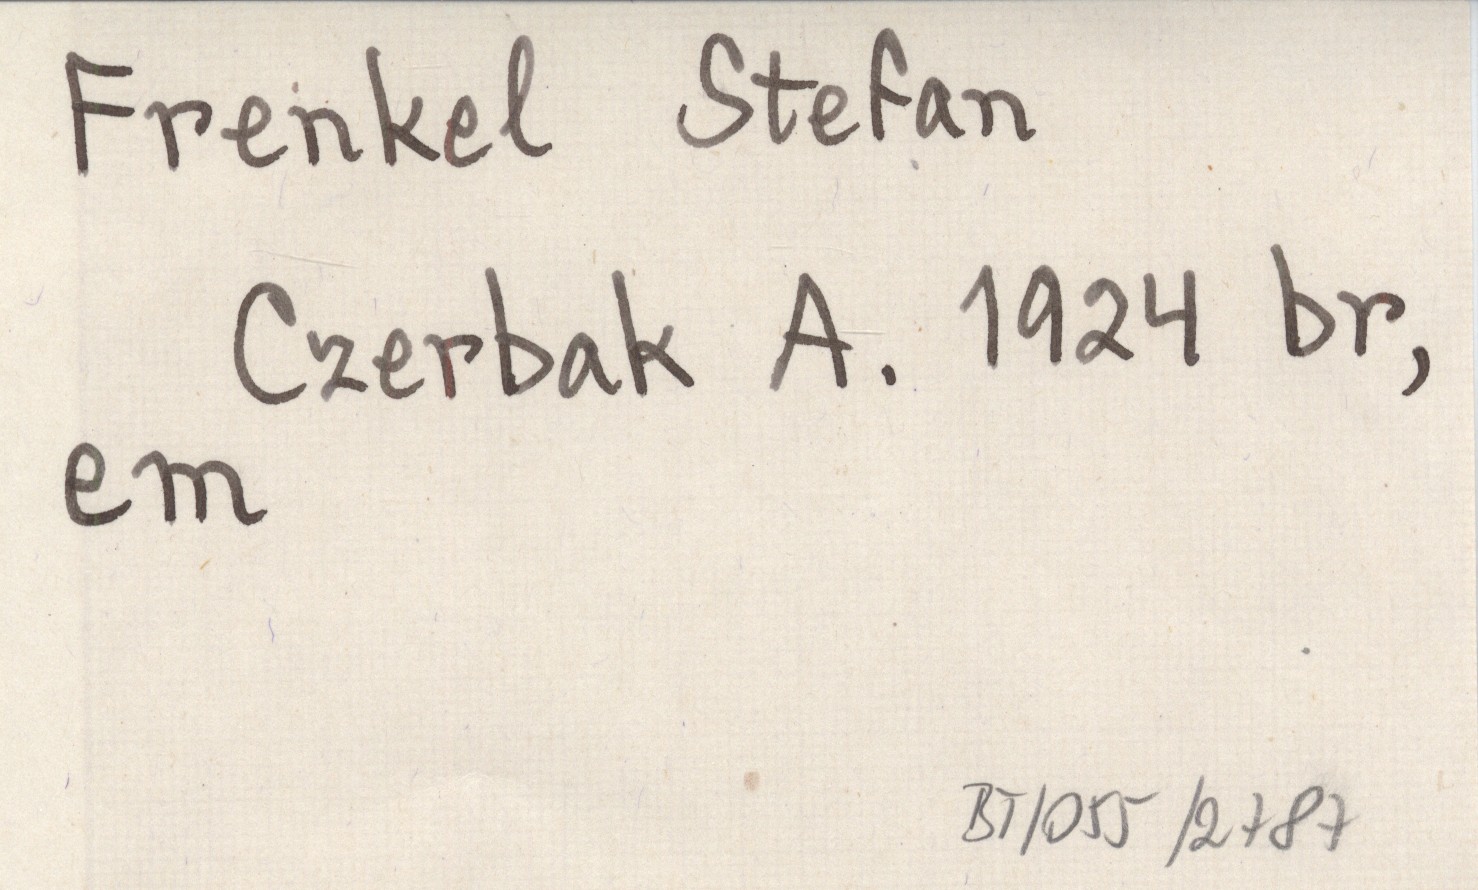 Frenkel Stefan
Czerbak A. 1924 br,
em
BT/055/2787